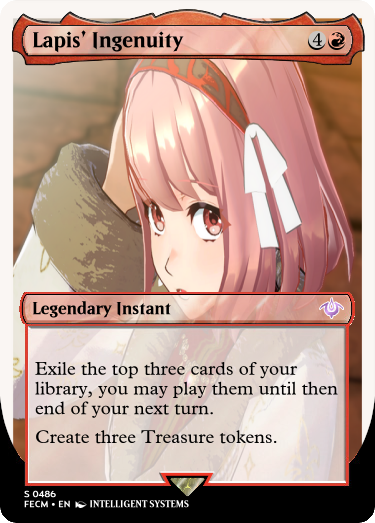 Lapis' Ingenuity 4
Legendary Instant
Exile the top three cards of your
library, you may play them until then
end of your next turn.
Create three Treasure tokens.
S 0486
FECM • EN INTELLIGENT SYSTEMS